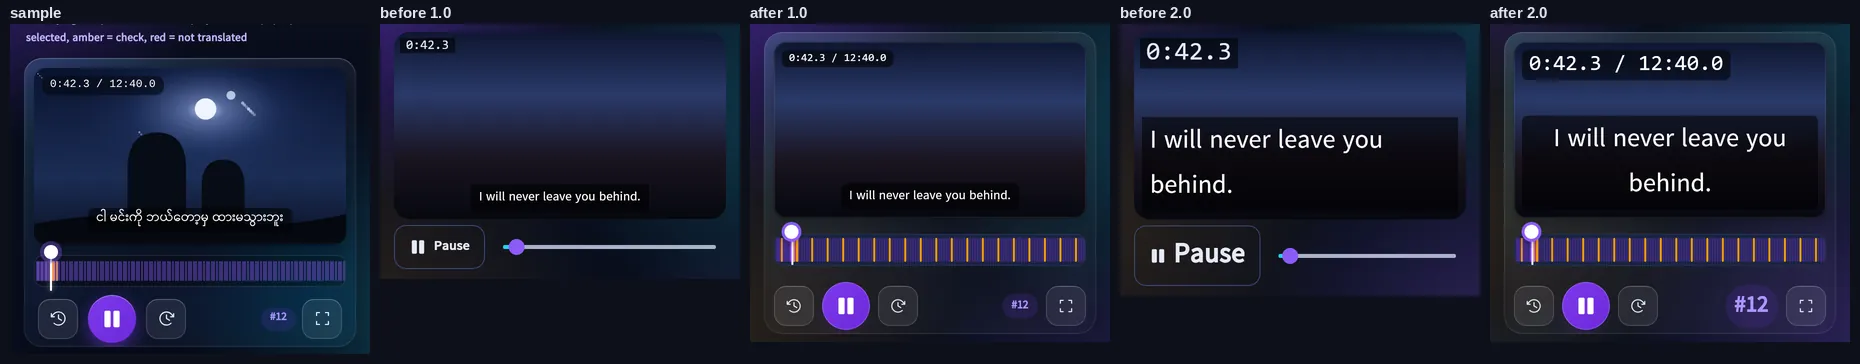 sample
selected, amber = check, red = not translated
0:42.3 / 12:40.0
ငါ မင်းကို ဘယ်တော့မှ ထားမသွားဘူး
#12
before 1.0
0:42.3
I will never leave you behind.
Pause
after 1.0
0:42.3 / 12:40.0
I will never leave you behind.
#12
before 2.0
0:42.3
I will never leave you
behind.
Pause
after 2.0
0:42.3 / 12:40.0
I will never leave you
behind.
#12